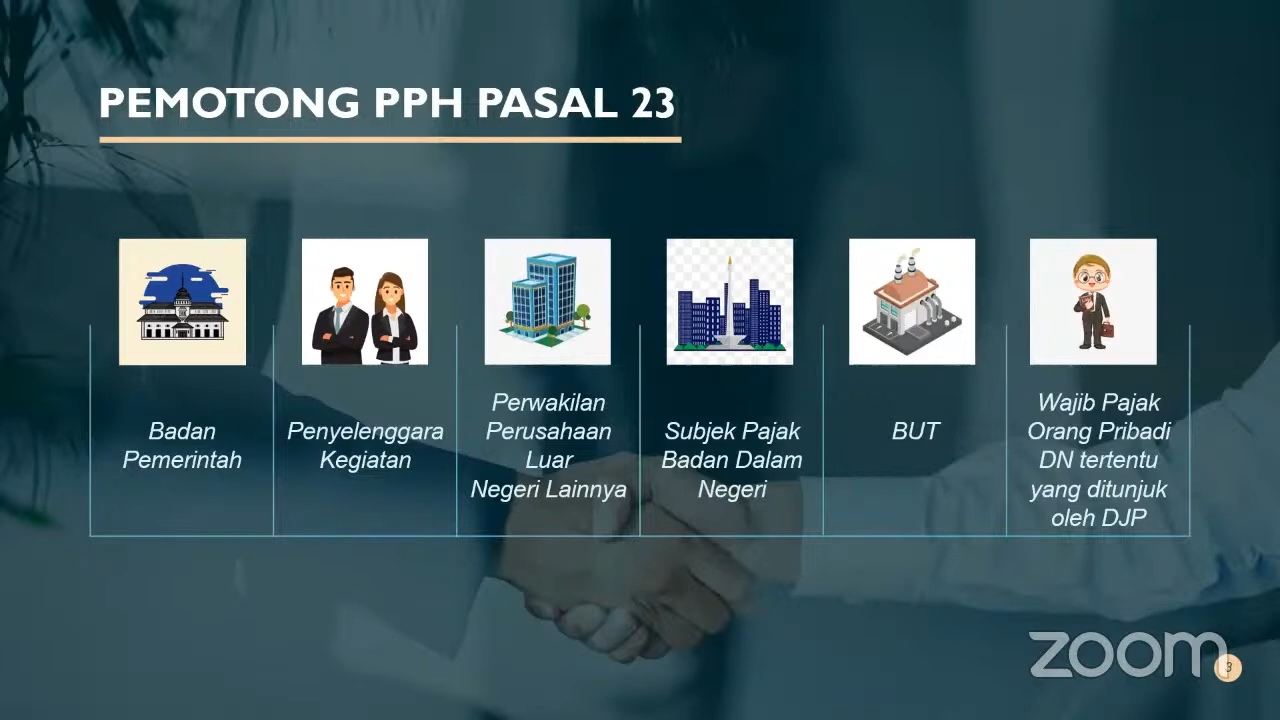 PEMOTONG PPH PASAL 23
Badan
Pemerintah
Penyelenggara
Kegiatan
Perwakilan
Perusahaan
Luar
Negeri Lainnya
Subjek Pajak
Badan Dalam
Negeri
BUT
Wajib Pajak
Orang Pribadi
DN tertentu
yang ditunjuk
oleh DJP
zoom
3